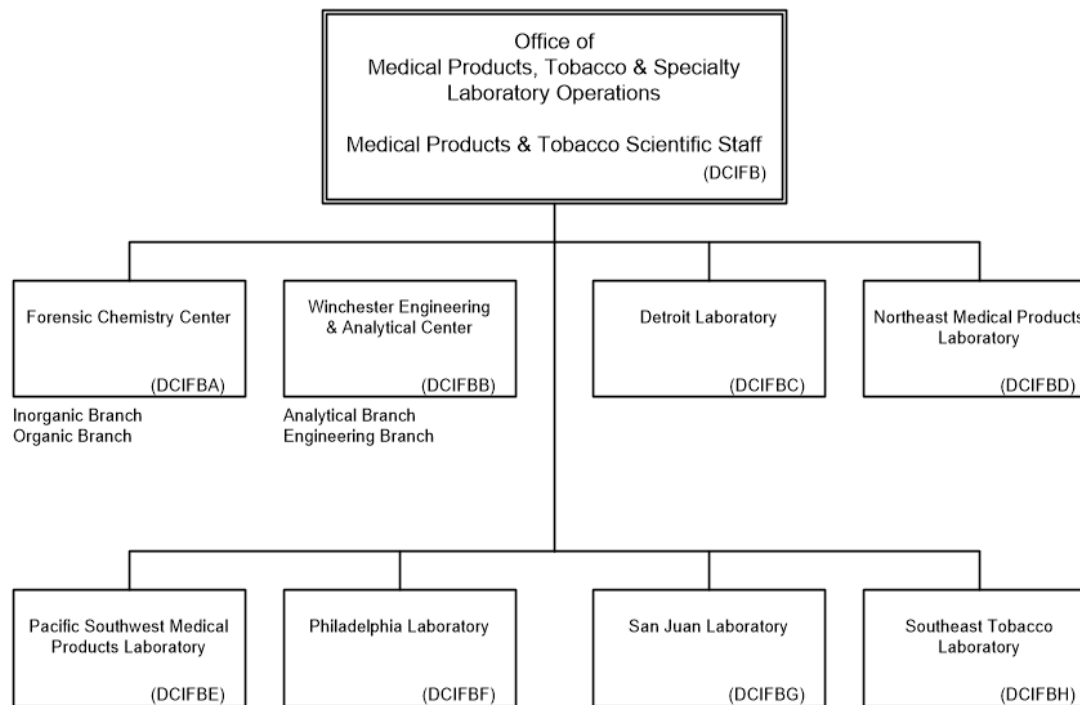 Office of
Medical Products, Tobacco & Specialty
Laboratory Operations
Medical Products & Tobacco Scientific Staff
(DCIFB)
Forensic Chemistry Center
(DCIFBA)
Inorganic Branch
Organic Branch
Winchester Engineering
& Analytical Center
(DCIFBB)
Analytical Branch
Engineering Branch
Detroit Laboratory
(DCIFBC)
Northeast Medical Products
Laboratory
(DCIFBD)
Pacific Southwest Medical
Products Laboratory
(DCIFBE)
Philadelphia Laboratory
(DCIFBF)
San Juan Laboratory
(DCIFBG)
Southeast Tobacco
Laboratory
(DCIFBH)